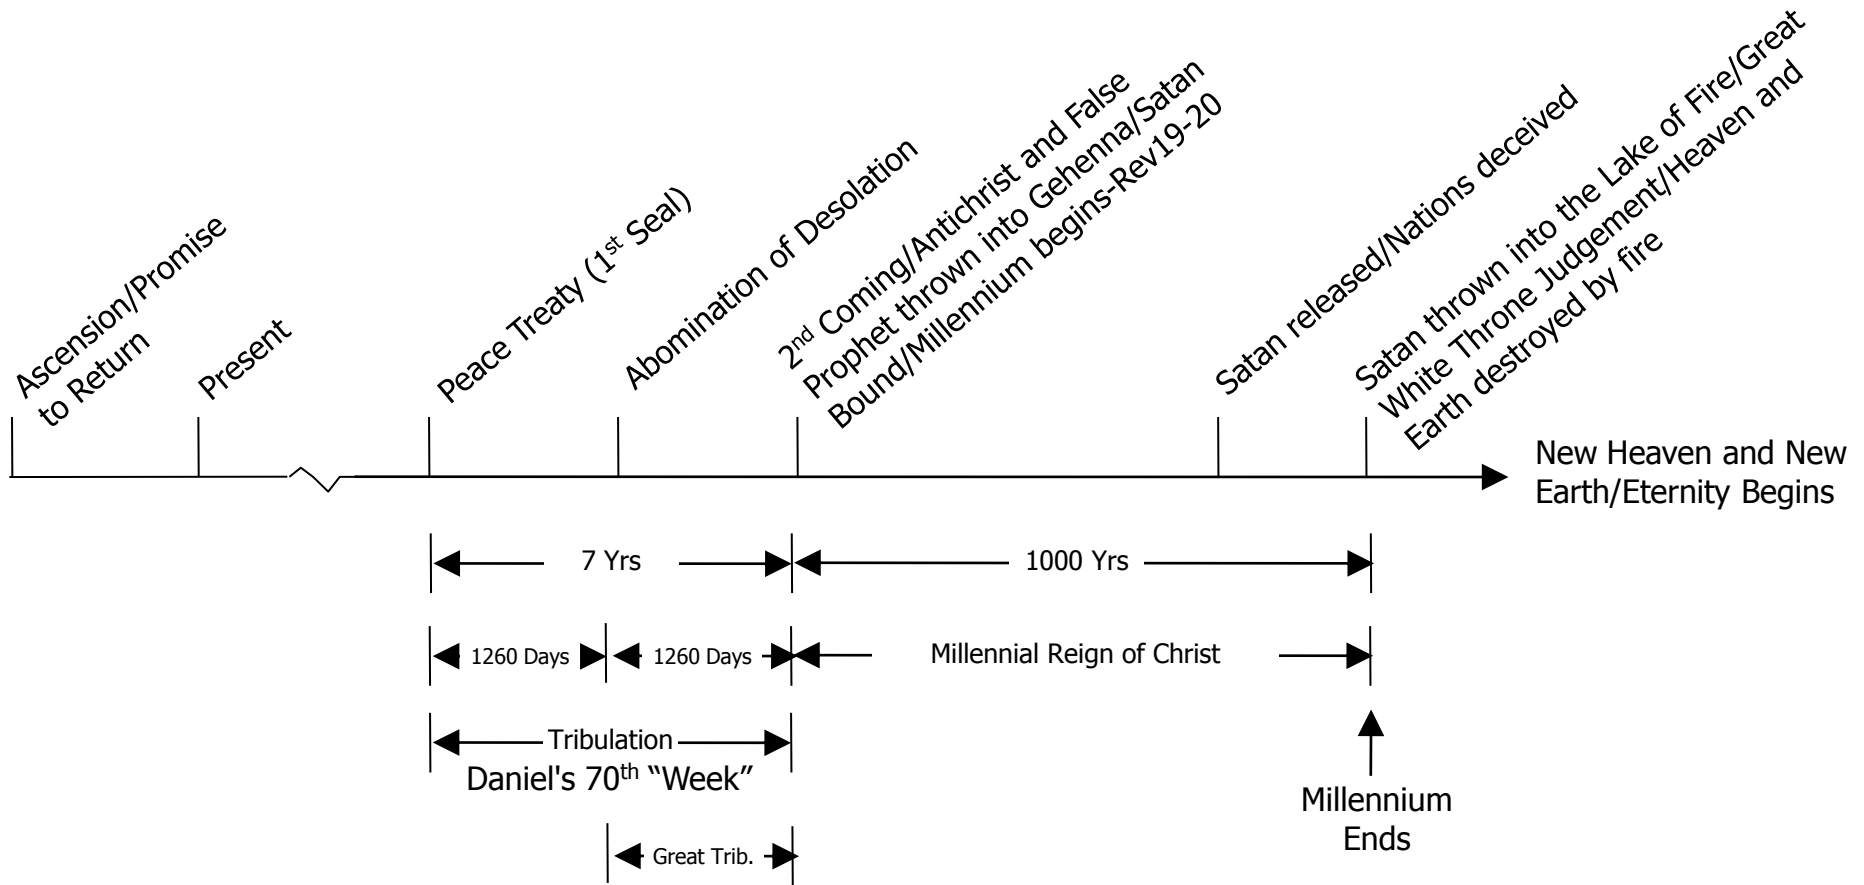 Ascension/Promise
to Return
Present
Peace Treaty (1st Seal)
Abomination of Desolation
2nd Coming/Antichrist and False
Prophet thrown into Gehenna/Satan
Bound/Millennium begins-Rev19-20
Satan released/Nations deceived
Satan thrown into the Lake of Fire/Great
White Throne Judgement/Heaven and
Earth destroyed by fire
New Heaven and New
Earth/Eternity Begins
7 Yrs
1000 Yrs
1260 Days
1260 Days
Millennial Reign of Christ
Tribulation
Daniel's 70th “Week”
Millennium
Ends
Great Trib.